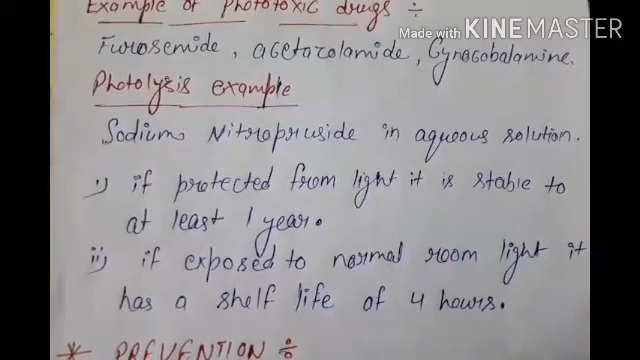 Example of Phototoxic drugs ÷
Made with KINEMASTER
Furosemide, acetazolamide, Cynocobalamine.
Photolysis example
Sodium Nitropruside in aqueous solution.
i) if protected from light it is stable to
at least 1 year.
ii) if exposed to normal room light it
has a shelf life of 4 hours.
* PREVENTION ÷